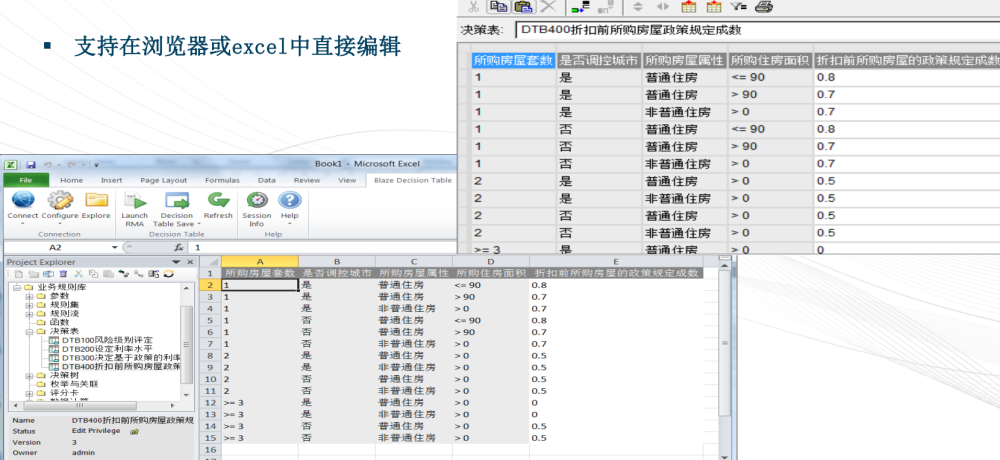 ▪ 支持在浏览器或excel中直接编辑
决策表: DTB400折扣前所购房屋政策规定成数
所购房屋套数 是否调控城市 所购房屋属性 所购住房面积 折扣前所购房屋的政策规定成数
1 是 普通住房 <= 90 0.8
1 是 普通住房 > 90 0.7
1 是 非普通住房 > 0 0.7
1 否 普通住房 <= 90 0.8
1 否 普通住房 > 90 0.7
1 否 非普通住房 > 0 0.7
2 是 普通住房 > 0 0.5
2 是 非普通住房 > 0 0.5
2 否 普通住房 > 0 0.5
2 否 非普通住房 > 0 0.5
>= 3 是 普通住房 > 0 0
Book1 - Microsoft Excel
File Home Insert Page Layout Formulas Data Review View Blaze Decision Table
Connect Configure Explore Launch RMA Decision Table Save Refresh Session Info Help
Connection Decision Table Help
A2 fx 1
Project Explorer
业务规则库
参数
规则集
规则流
函数
决策表
DTB100风险级别评定
DTB200设定利率水平
DTB300决定基于政策的利率
DTB400折扣前所购房屋政策
决策树
枚举与关联
评分卡
Name DTB400折扣前所购房屋政策规
Status Edit Privilege
Version 3
Owner admin
A B C D E
1 所购房屋套数 是否调控城市 所购房屋属性 所购住房面积 折扣前所购房屋的政策规定成数
2 1 是 普通住房 <= 90 0.8
3 1 是 普通住房 > 90 0.7
4 1 是 非普通住房 > 0 0.7
5 1 否 普通住房 <= 90 0.8
6 1 否 普通住房 > 90 0.7
7 1 否 非普通住房 > 0 0.7
8 2 是 普通住房 > 0 0.5
9 2 是 非普通住房 > 0 0.5
10 2 否 普通住房 > 0 0.5
11 2 否 非普通住房 > 0 0.5
12 >= 3 是 普通住房 > 0 0
13 >= 3 是 非普通住房 > 0 0
14 >= 3 否 普通住房 > 0 0.5
15 >= 3 否 非普通住房 > 0 0.5
16